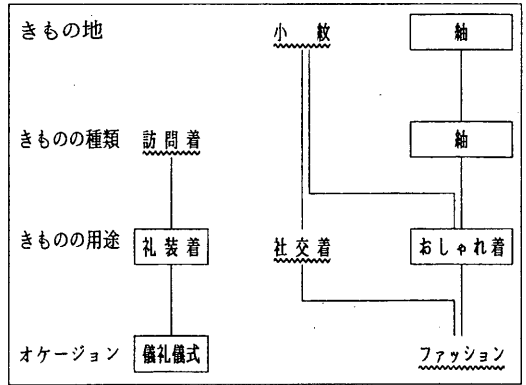 きもの地 小紋 紬
きものの種類 訪問着 紬
きものの用途 礼装着 社交着 おしゃれ着
オケージョン 儀礼儀式 ファッション